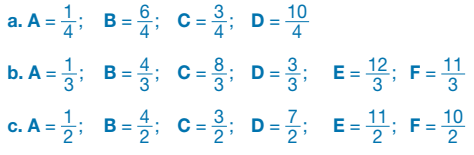 a. A = 1/4; B = 6/4; C = 3/4; D = 10/4
b. A = 1/3; B = 4/3; C = 8/3; D = 3/3; E = 12/3; F = 11/3
c. A = 1/2; B = 4/2; C = 3/2; D = 7/2; E = 11/2; F = 10/2